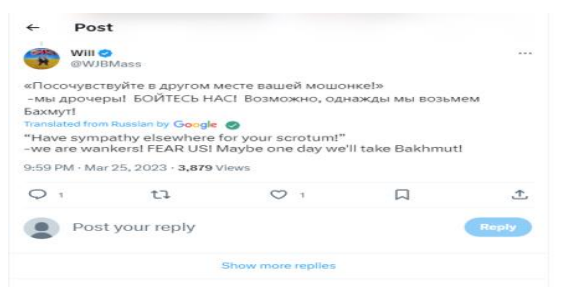 ← Post
Will
@WJBMass
«Посочувствуйте в другом месте вашей мошонке!»
-мы дрочеры! БОЙТЕСЬ НАС! Возможно, однажды мы возьмем
Бахмут!
Translated from Russian by Google
“Have sympathy elsewhere for your scrotum!”
-we are wankers! FEAR US! Maybe one day we'll take Bakhmut!
9:59 PM · Mar 25, 2023 · 3,879 Views
1 1
Post your reply Reply
Show more replies